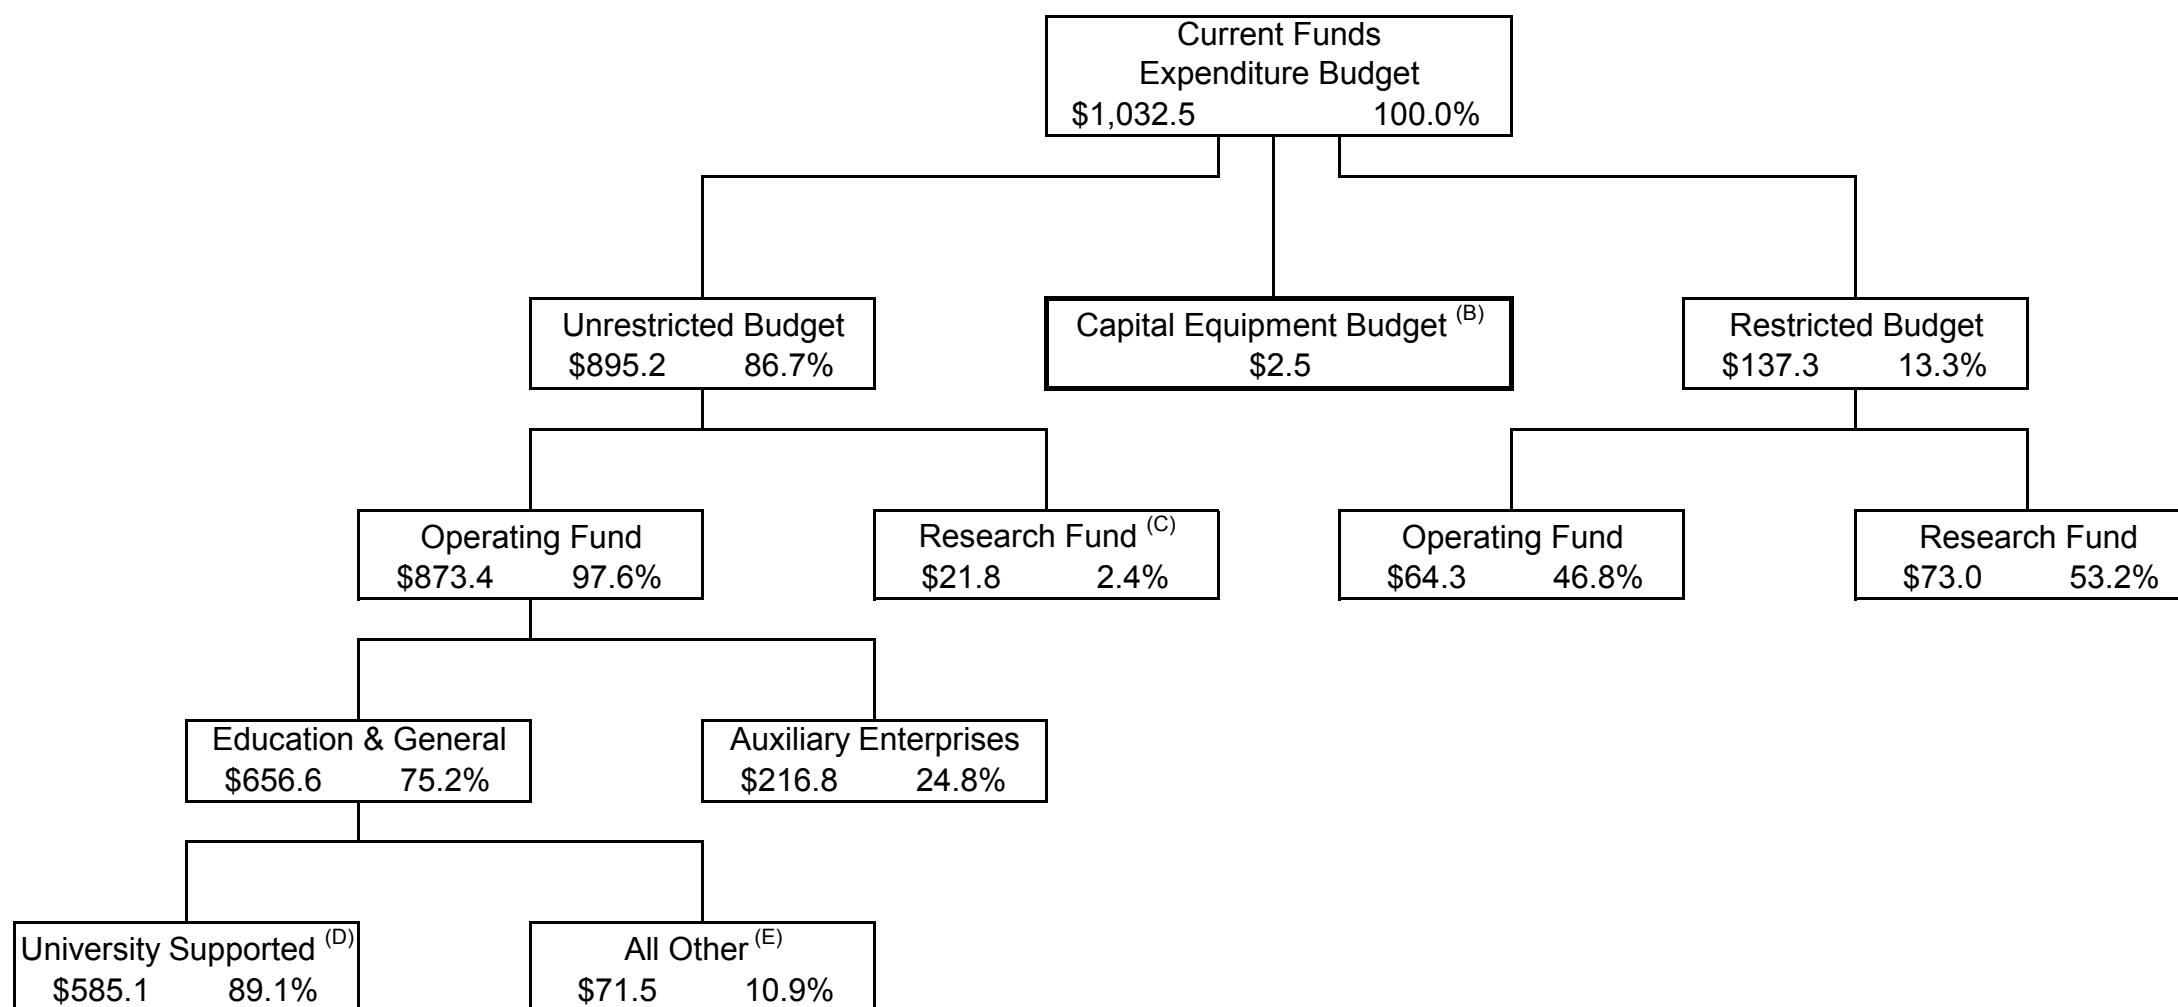 Current Funds
Expenditure Budget
$1,032.5 100.0%
Unrestricted Budget
$895.2 86.7%
Capital Equipment Budget (B)
$2.5
Restricted Budget
$137.3 13.3%
Operating Fund
$873.4 97.6%
Research Fund (C)
$21.8 2.4%
Operating Fund
$64.3 46.8%
Research Fund
$73.0 53.2%
Education & General
$656.6 75.2%
Auxiliary Enterprises
$216.8 24.8%
University Supported (D)
$585.1 89.1%
All Other (E)
$71.5 10.9%